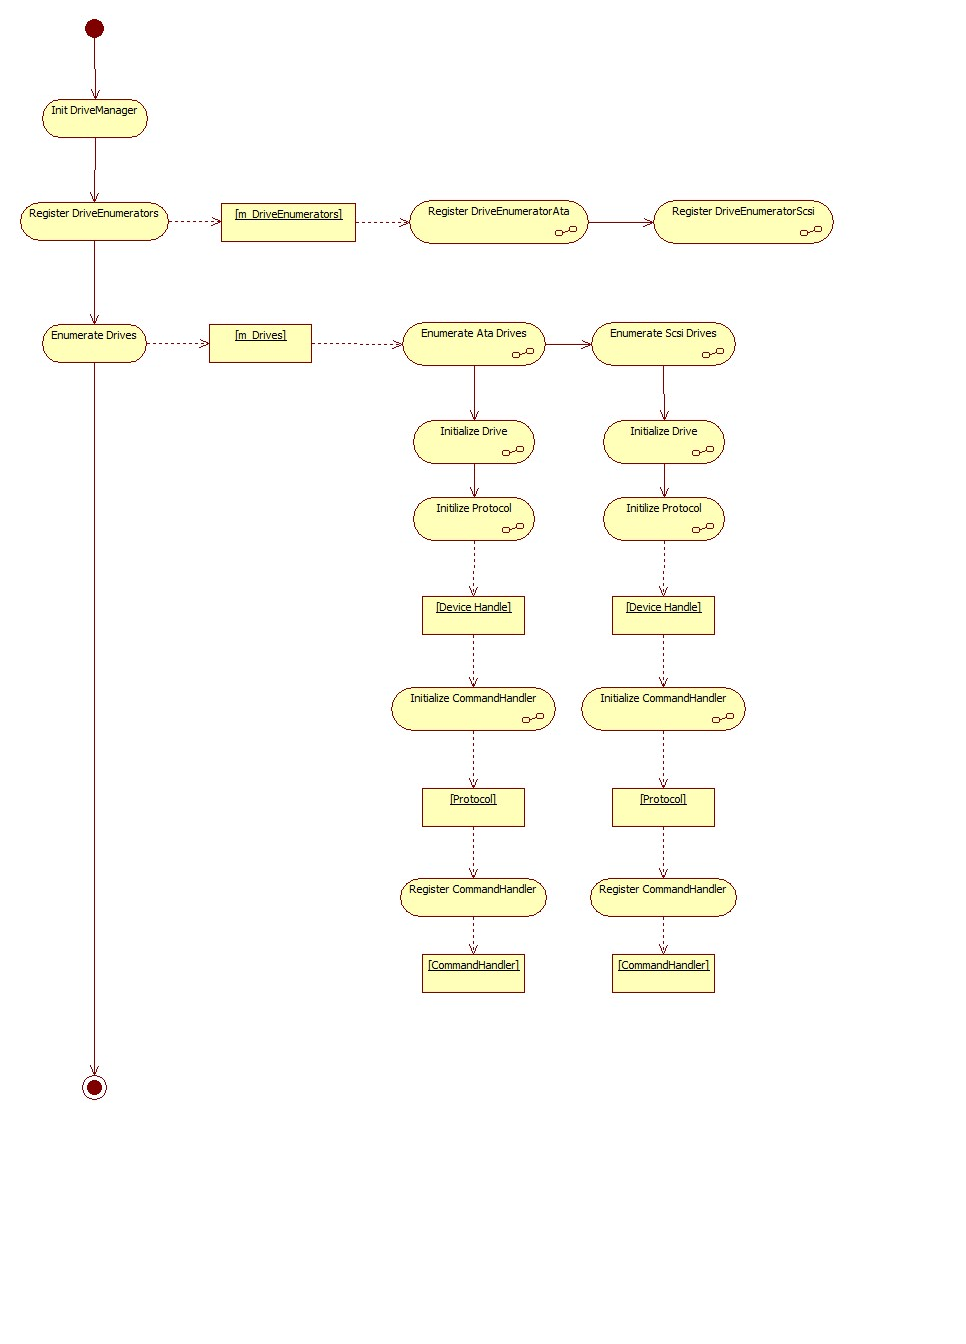 Init DriveManager
Register DriveEnumerators
[m_DriveEnumerators]
Register DriveEnumeratorAta
Register DriveEnumeratorScsi
Enumerate Drives
[m_Drives]
Enumerate Ata Drives
Enumerate Scsi Drives
Initialize Drive
Initialize Drive
Initilize Protocol
Initilize Protocol
[Device Handle]
[Device Handle]
Initialize CommandHandler
Initialize CommandHandler
[Protocol]
[Protocol]
Register CommandHandler
Register CommandHandler
[CommandHandler]
[CommandHandler]